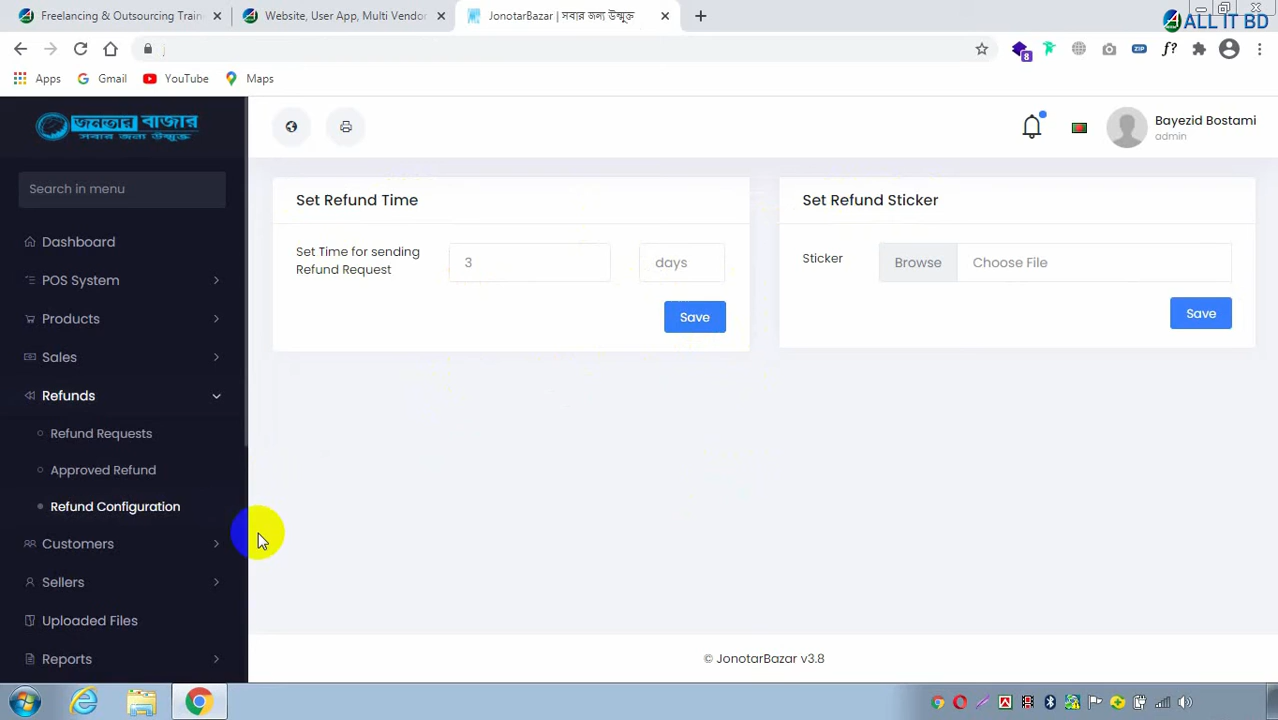 Freelancing & Outsourcing Train
Website, User App, Multi Vendor
JonotarBazar | সবার জন্য উন্মুক্ত
ALL IT BD
8
ZIP
f?
Apps
Gmail
YouTube
Maps
জনতার বাজার
সবার জন্য উন্মুক্ত
Bayezid Bostami
admin
Search in menu
Set Refund Time
Set Refund Sticker
Dashboard
Set Time for sending
Refund Request
3
days
Sticker
Browse
Choose File
POS System
Products
Save
Save
Sales
Refunds
Refund Requests
Approved Refund
Refund Configuration
Customers
Sellers
Uploaded Files
Reports
© JonotarBazar v3.8